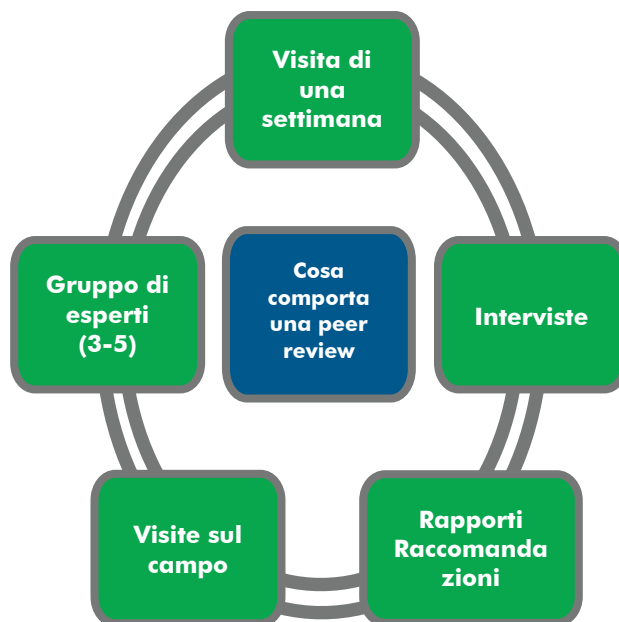 Visita di
una
settimana
Gruppo di
esperti
(3-5)
Cosa
comporta
una peer
review
Interviste
Visite sul
campo
Rapporti
Raccomanda
zioni